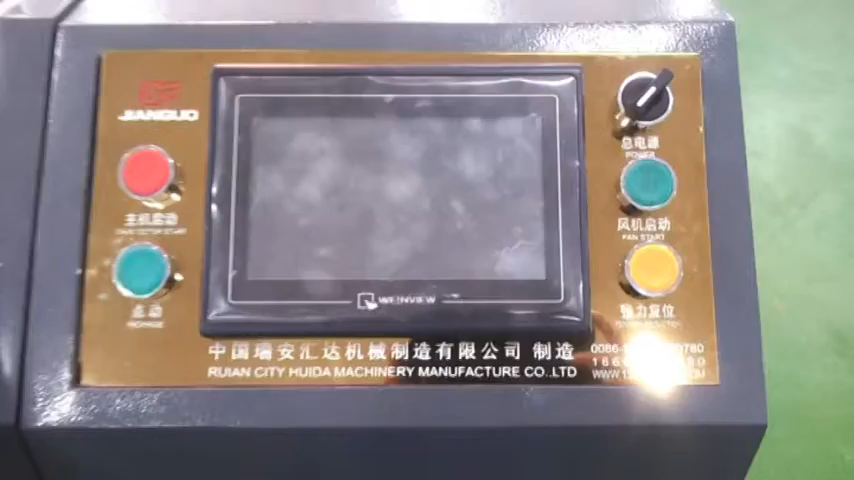 JIANGUO
总电源
POWER
主机启动
风机启动
FAN START
点动
张力复位
WEINVIEW
中国瑞安汇达机械制造有限公司 制造
RUIAN CITY HUIDA MACHINERY MANUFACTURE CO.,LTD
0086-